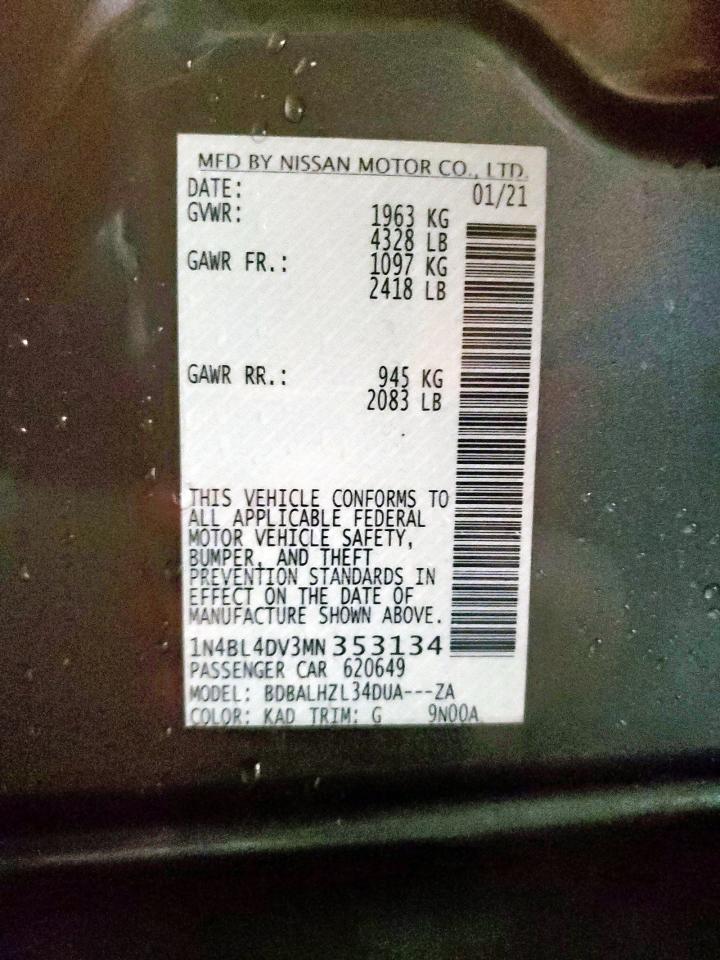 MFD BY NISSAN MOTOR CO., LTD.
DATE: 01/21
GVWR: 1963 KG
4328 LB
GAWR FR.: 1097 KG
2418 LB
GAWR RR.: 945 KG
2083 LB
THIS VEHICLE CONFORMS TO
ALL APPLICABLE FEDERAL
MOTOR VEHICLE SAFETY,
BUMPER, AND THEFT
PREVENTION STANDARDS IN
EFFECT ON THE DATE OF
MANUFACTURE SHOWN ABOVE.
1N4BL4DV3MN 353134
PASSENGER CAR 620649
MODEL: BDBALHZL34DUA---ZA
COLOR: KAD TRIM: G 9N00A